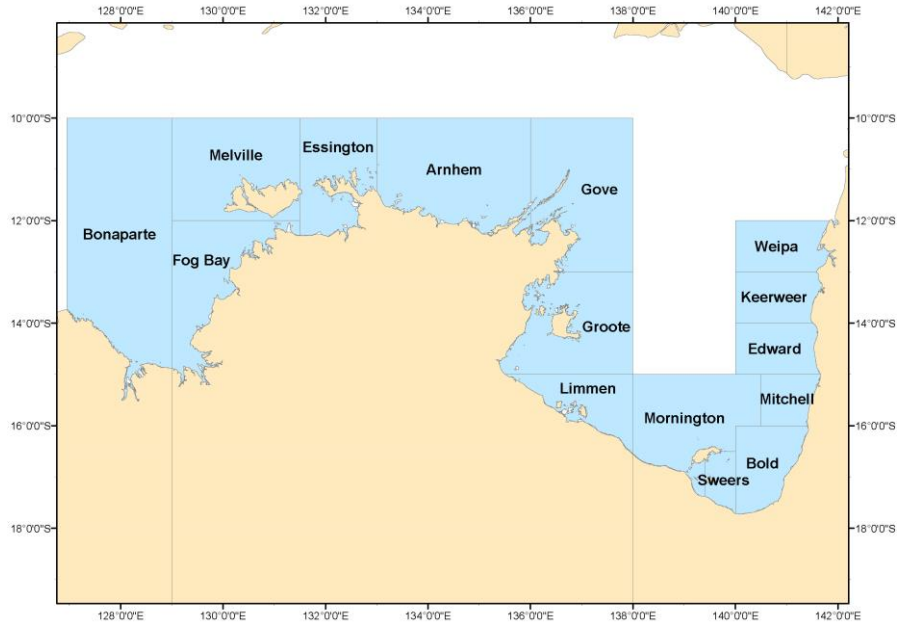 128°0'0"E 130°0'0"E 132°0'0"E 134°0'0"E 136°0'0"E 138°0'0"E 140°0'0"E 142°0'0"E
10°0'0"S 10°0'0"S
Essington
Melville
Arnhem
Gove
12°0'0"S 12°0'0"S
Bonaparte
Weipa
Fog Bay
Keerweer
14°0'0"S 14°0'0"S
Groote
Edward
Limmen
Mitchell
Mornington
16°0'0"S 16°0'0"S
Bold
Sweers
18°0'0"S 18°0'0"S
128°0'0"E 130°0'0"E 132°0'0"E 134°0'0"E 136°0'0"E 138°0'0"E 140°0'0"E 142°0'0"E